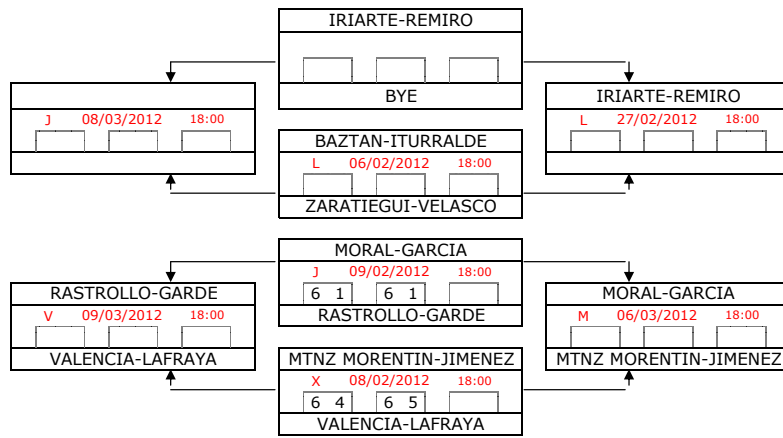 IRIARTE-REMIRO
BYE
J 08/03/2012 18:00
IRIARTE-REMIRO
L 27/02/2012 18:00
BAZTAN-ITURRALDE
L 06/02/2012 18:00
ZARATIEGUI-VELASCO
MORAL-GARCIA
J 09/02/2012 18:00
6 1 6 1
RASTROLLO-GARDE
RASTROLLO-GARDE
V 09/03/2012 18:00
VALENCIA-LAFRAYA
MORAL-GARCIA
M 06/03/2012 18:00
MTNZ MORENTIN-JIMENEZ
MTNZ MORENTIN-JIMENEZ
X 08/02/2012 18:00
6 4 6 5
VALENCIA-LAFRAYA